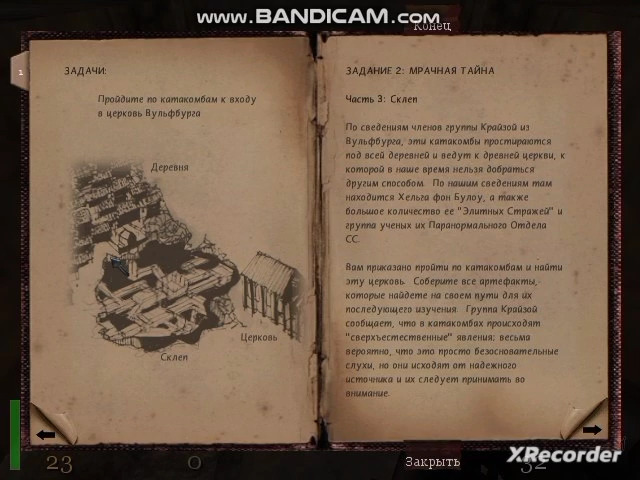 www.BANDICAM.com
Конец
1
ЗАДАЧИ:
Пройдите по катакомбам к входу
в церковь Вульфбурга
Деревня
Церковь
Склеп
ЗАДАНИЕ 2: МРАЧНАЯ ТАЙНА
Часть 3: Склеп
По сведениям членов группы Крайзой из
Вульфбурга, эти катакомбы простираются
под всей деревней и ведут к древней церкви, к
которой в наше время нельзя добраться
другим способом. По нашим сведениям там
находится Хельга фон Булоу, а также
большое количество ее "Элитных Стражей" и
группа ученых их Паранормального Отдела
СС.
Вам приказано пройти по катакомбам и найти
эту церковь. Соберите все артефакты,
которые найдете на своем пути для их
последующего изучения. Группа Крайзой
сообщает, что в катакомбах происходят
"сверхъестественные" явления; весьма
вероятно, что это просто безосновательные
слухи, но они исходят от надежного
источника и их следует принимать во
внимание.
23
0
Закрыть
XRecorder